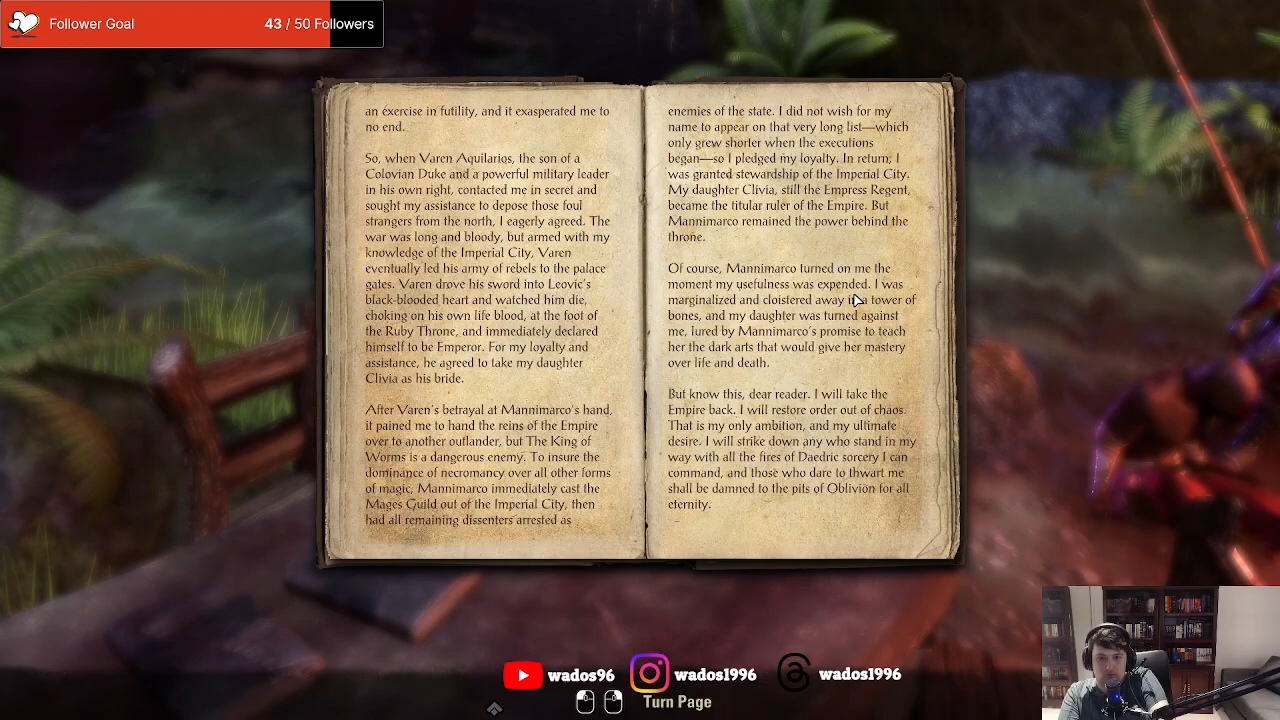 Follower Goal
43 / 50 Followers
an exercise in futility, and it exasperated me to
no end.
So, when Varen Aquilarios, the son of a
Colovian Duke and a powerful military leader
in his own right, contacted me in secret and
sought my assistance to depose those foul
strangers from the north, I eagerly agreed. The
war was long and bloody, but armed with my
knowledge of the Imperial City, Varen
eventually led his army of rebels to the palace
gates. Varen drove his sword into Leovic's
black-blooded heart and watched him die,
choking on his own life blood, at the foot of
the Ruby Throne, and immediately declared
himself to be Emperor. For my loyalty and
assistance, he agreed to take my daughter
Clivia as his bride.
After Varen's betrayal at Mannimarco's hand,
it pained me to hand the reins of the Empire
over to another outlander, but The King of
Worms is a dangerous enemy. To insure the
dominance of necromancy over all other forms
of magic, Mannimarco immediately cast the
Mages Guild out of the Imperial City, then
had all remaining dissenters arrested as
enemies of the state. I did not wish for my
name to appear on that very long list—which
only grew shorter when the executions
began—so I pledged my loyalty. In return, I
was granted stewardship of the Imperial City.
My daughter Clivia, still the Empress Regent,
became the titular ruler of the Empire. But
Mannimarco remained the power behind the
throne.
Of course, Mannimarco turned on me the
moment my usefulness was expended. I was
marginalized and cloistered away in a tower of
bones, and my daughter was turned against
me, lured by Mannimarco's promise to teach
her the dark arts that would give her mastery
over life and death.
But know this, dear reader. I will take the
Empire back. I will restore order out of chaos.
That is my only ambition, and my ultimate
desire. I will strike down any who stand in my
way with all the fires of Daedric sorcery I can
command, and those who dare to thwart me
shall be damned to the pits of Oblivion for all
eternity.
wados96
wados1996
wados1996
Turn Page